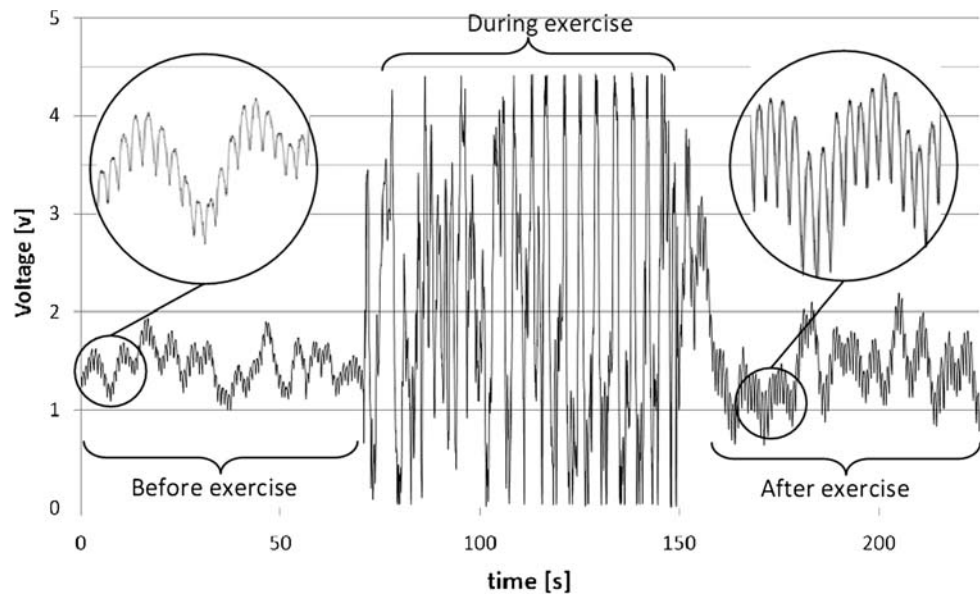 During exercise
5
4
3
2
1
0
Voltage [v]
Before exercise
After exercise
0
50
100
150
200
time [s]